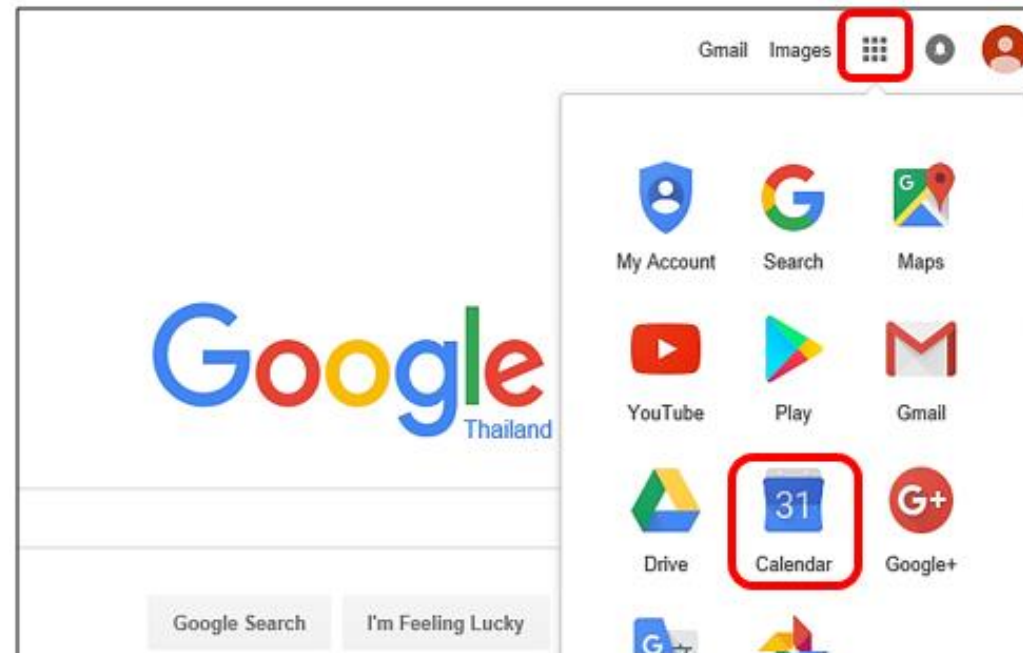 Gmail Images
G
My Account Search Maps
Google
Thailand
YouTube Play Gmail
31 G+
Drive Calendar Google+
Google Search I'm Feeling Lucky
G